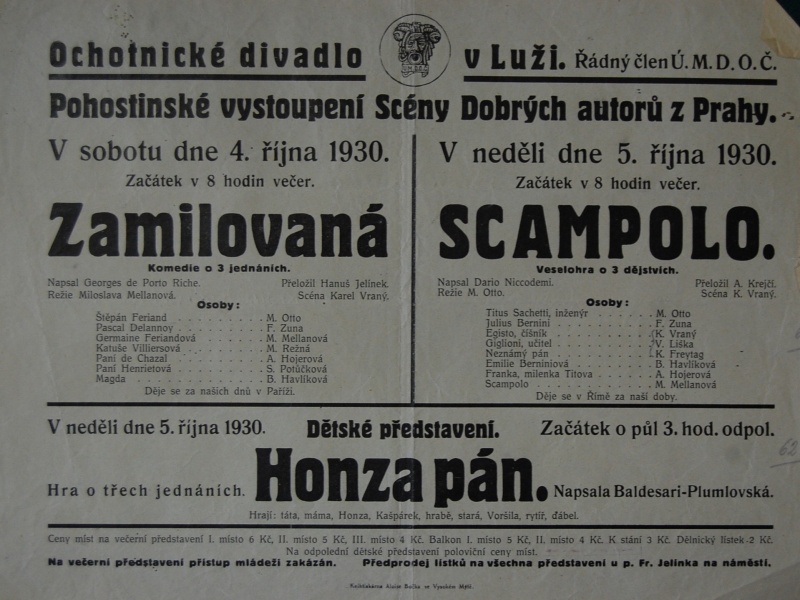 Ochotnické divadlo v Luži. Řádný člen Ú. M. D. O. Č.
Pohostinské vystoupení Scény Dobrých autorů z Prahy.
V sobotu dne 4. října 1930.
Začátek v 8 hodin večer.
Zamilovaná
Komedie o 3 jednáních.
Napsal Georges de Porto Riche. Přeložil Hanuš Jelínek.
Režie Miloslava Mellanová. Scéna Karel Vraný.
Osoby:
Štěpán Feriand . . . . . . . . . M. Otto
Pascal Delannoy . . . . . . . . . F. Zuna
Germaine Feriandová . . . . . . . M. Mellanová
Katuše Villiersová . . . . . . . . M. Režná
Paní de Chazal . . . . . . . . . A. Hojerová
Paní Henrietová . . . . . . . . . S. Potůčková
Magda . . . . . . . . . . . . . B. Havlíková
Děje se za našich dnů v Paříži.
V neděli dne 5. října 1930.
Začátek v 8 hodin večer.
SCAMPOLO.
Veselohra o 3 dějstvích.
Napsal Dario Niccodemi. Přeložil A. Krejčí.
Režie M. Otto. Scéna K. Vraný.
Osoby:
Titus Sachetti, inženýr . . . . . . M. Otto
Julius Bernini . . . . . . . . . F. Zuna
Egisto, číšník . . . . . . . . . K. Vraný
Giglioni, učitel . . . . . . . . . V. Liška
Neznámý pán . . . . . . . . . K. Freytag
Emilie Berniniová . . . . . . . . B. Havlíková
Franka, milenka Titova . . . . . . A. Hojerová
Scampolo . . . . . . . . . . . M. Mellanová
Děje se v Římě za naší doby.
V neděli dne 5. října 1930. Dětské představení. Začátek o půl 3. hod. odpol.
Hra o třech jednáních. Honza pán. Napsala Baldesari-Plumlovská.
Hrají: táta, máma, Honza, Kašpárek, hrabě, stará, Voršila, rytíř, ďábel.
Ceny míst na večerní představení I. místo 6 Kč, II. místo 5 Kč, III. místo 4 Kč. Balkon I. místo 5 Kč, II. místo 4 Kč. K stání 3 Kč. Dělnický lístek 2 Kč.
Na odpolední dětské představení poloviční ceny míst.
Na večerní představení přístup mládeži zakázán. Předprodej lístků na všechna představení u p. Fr. Jelínka na náměstí.
Knihtiskárna Alois Bučka ve Vysokém Mýtě.
62